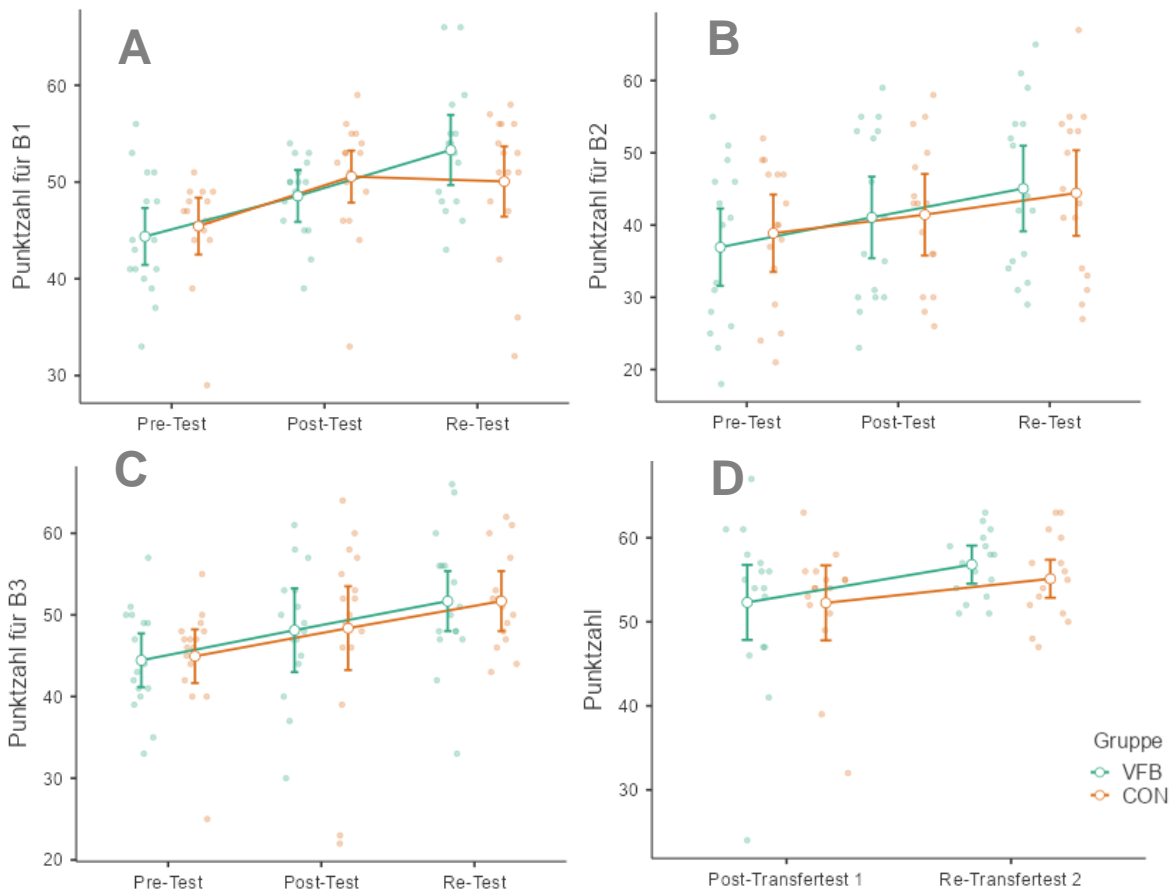 A
Punktzahl für B1
60
50
40
30
Pre-Test Post-Test Re-Test
B
Punktzahl für B2
60
50
40
30
20
Pre-Test Post-Test Re-Test
C
Punktzahl für B3
60
50
40
30
20
Pre-Test Post-Test Re-Test
D
Punktzahl
60
50
40
30
Gruppe
VFB
CON
Post-Transfertest 1 Re-Transfertest 2